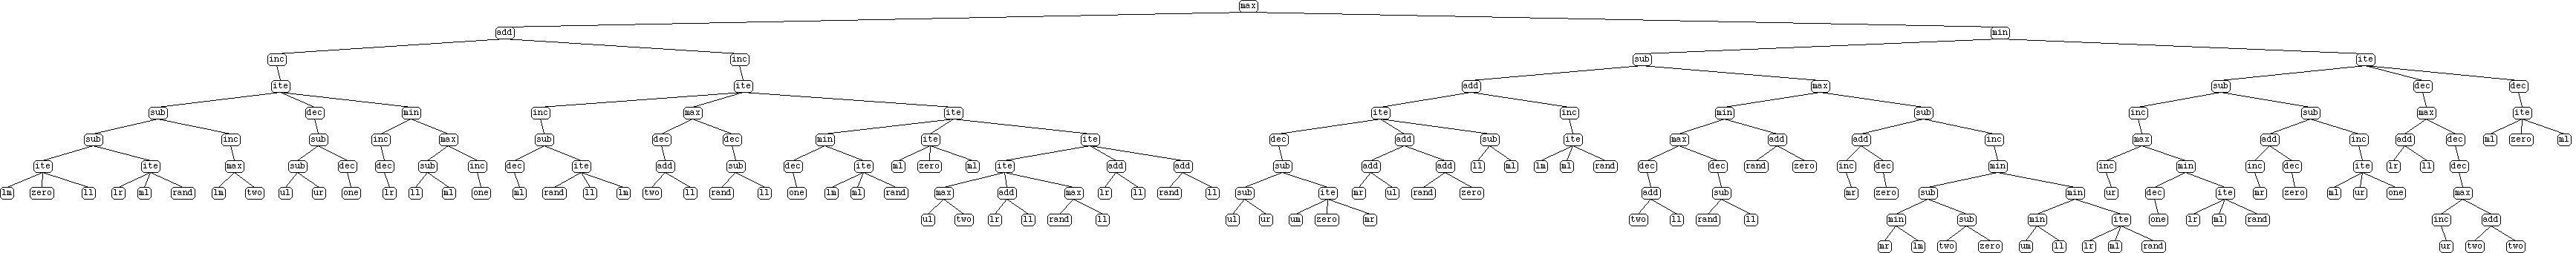 max
add min
inc inc sub ite
ite ite add max sub dec dec
sub dec min inc max ite ite inc min sub inc sub max ite
sub inc sub inc max sub dec dec min ite ite dec add sub ite max add add inc max add inc add dec ml zero ml
ite ite max sub dec dec sub inc dec ite add sub dec ite ml zero ml ite add add sub add add ll ml lm ml rand dec dec rand zero inc dec min inc min inc dec ite lr ll dec
lm zero ll lr ml rand lm two ul ur one lr ll ml one ml rand ll lm two ll rand ll one lm ml rand max add max lr ll rand ll sub ite mr ul rand zero add sub mr zero sub min ur dec ite mr zero ml ur one max
ul two lr ll rand ll ul ur um zero mr two ll rand ll min sub min ite one lr ml rand inc add
mr lm two zero um ll lr ml rand ur two two